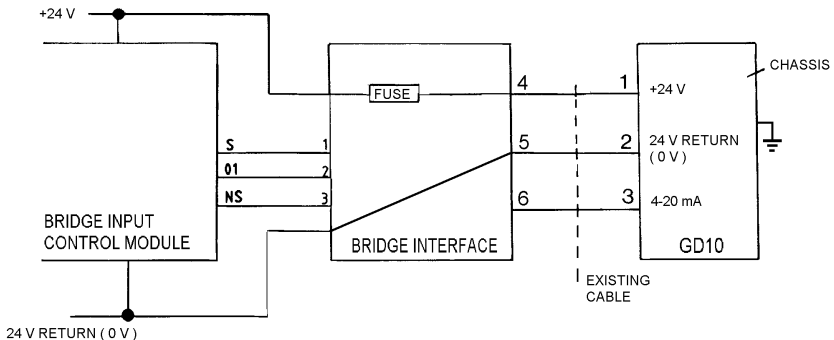 +24 V
CHASSIS
FUSE
4
1
+24 V
S
1
5
2
24 V RETURN
( 0 V )
01
2
NS
3
6
3
4-20 mA
BRIDGE INPUT
CONTROL MODULE
BRIDGE INTERFACE
GD10
EXISTING
CABLE
24 V RETURN ( 0 V )